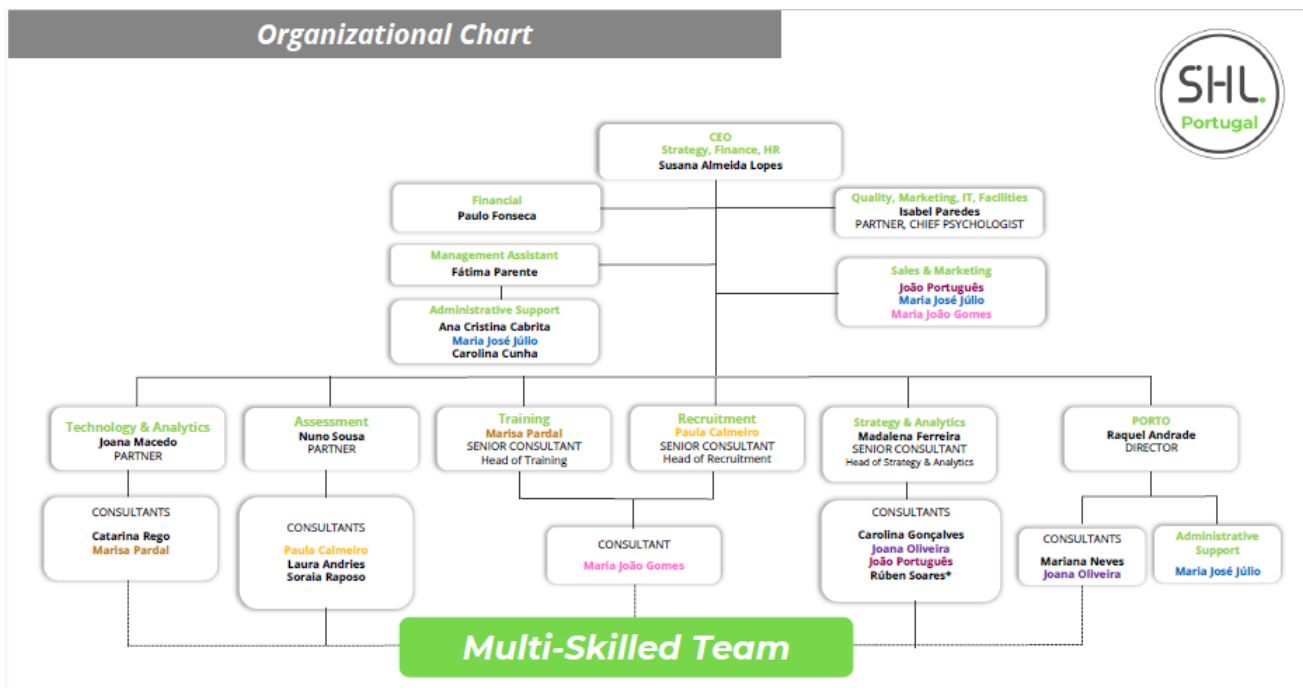 Organizational Chart
SHL.
Portugal
CEO
Strategy, Finance, HR
Susana Almeida Lopes
Financial
Paulo Fonseca
Quality, Marketing, IT, Facilities
Isabel Paredes
PARTNER, CHIEF PSYCHOLOGIST
Management Assistant
Fátima Parente
Sales & Marketing
João Português
Maria José Júlio
Maria João Gomes
Administrative Support
Ana Cristina Cabrita
Maria José Júlio
Carolina Cunha
Technology & Analytics
Joana Macedo
PARTNER
Assessment
Nuno Sousa
PARTNER
Training
Marisa Pardal
SENIOR CONSULTANT
Head of Training
Recruitment
Paula Calmeiro
SENIOR CONSULTANT
Head of Recruitment
Strategy & Analytics
Madalena Ferreira
SENIOR CONSULTANT
Head of Strategy & Analytics
PORTO
Raquel Andrade
DIRECTOR
CONSULTANTS
Catarina Rego
Marisa Pardal
CONSULTANTS
Paula Calmeiro
Laura Andries
Soraia Raposo
CONSULTANT
Maria João Gomes
CONSULTANTS
Carolina Gonçalves
Joana Oliveira
João Português
Rúben Soares*
CONSULTANTS
Mariana Neves
Joana Oliveira
Administrative
Support
Maria José Júlio
Multi-Skilled Team